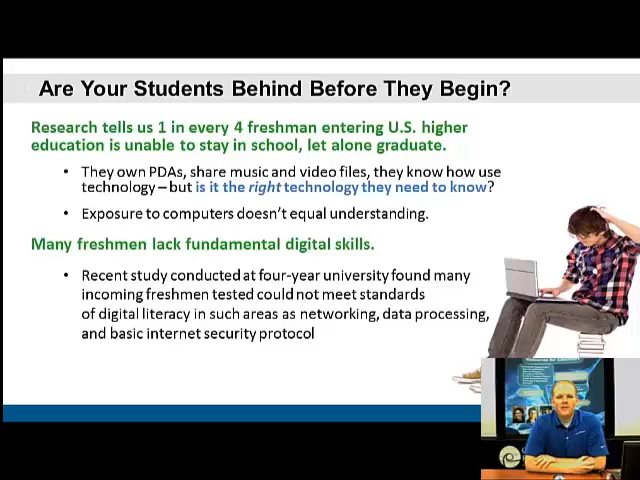 Are Your Students Behind Before They Begin?
Research tells us 1 in every 4 freshman entering U.S. higher
education is unable to stay in school, let alone graduate.
• They own PDAs, share music and video files, they know how use
technology – but is it the right technology they need to know?
• Exposure to computers doesn't equal understanding.
Many freshmen lack fundamental digital skills.
• Recent study conducted at four-year university found many
incoming freshmen tested could not meet standards
of digital literacy in such areas as networking, data processing,
and basic internet security protocol